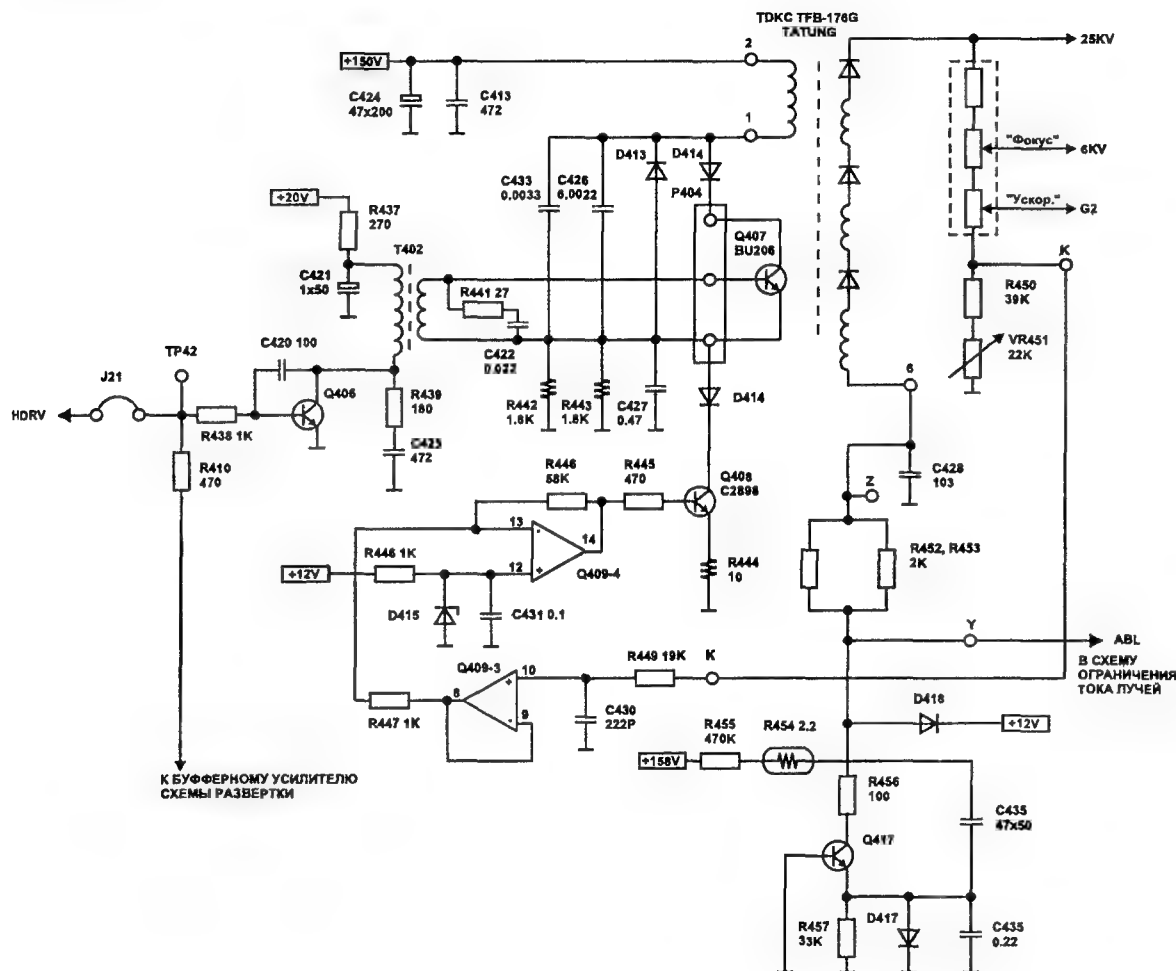 TDKC TFB-176G
TATUNG
+150V
2
25KV
C424
47x200
C413
472
1
"Фокус"
6KV
D413
D414
C433
0.0033
C426
6.0022
P404
"Ускор."
G2
+20V
R437
270
Q407
BU206
T402
K
C421
1x50
R441 27
R450
39K
C420 100
C422
0.022
VR451
22K
TP42
J21
Q406
6
HDRV
R439
180
R442
1.8K
R443
1.8K
C427
0.47
D414
R438 1K
C423
472
R410
470
R446
58K
R445
470
Q408
C2898
Z
C428
103
13
-
14
R446 1K
+12V
12
+
Q409-4
R444
10
R452, R453
2K
D415
C431 0.1
Y
ABL
Q409-3
10
R449 19K
K
В СХЕМУ
ОГРАНИЧЕНИЯ
ТОКА ЛУЧЕЙ
8
+
-
9
R447 1K
C430
222P
D418
+12V
R455
470K
R454 2.2
+158V
К БУФФЕРНОМУ УСИЛИТЕЛЮ
СХЕМЫ РАЗВЕРТКИ
R456
100
C435
47x50
Q417
R457
33K
D417
C435
0.22